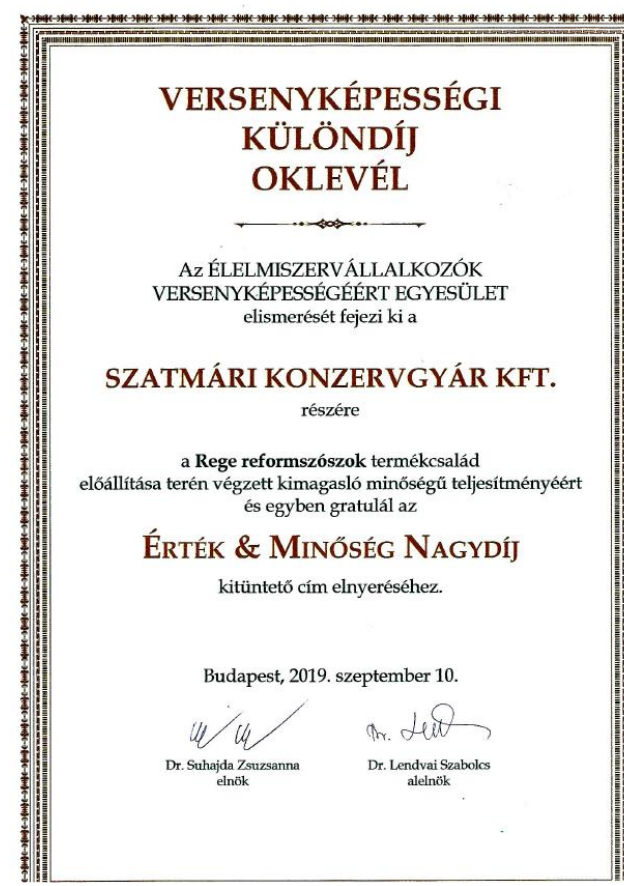 VERSENYKÉPESSÉGI
KÜLÖNDÍJ
OKLEVÉL
Az ÉLELMISZERVÁLLALKOZÓK
VERSENYKÉPESSÉGÉÉRT EGYESÜLET
elismerését fejezi ki a
SZATMÁRI KONZERVGYÁR KFT.
részére
a Rege reformszószok termékcsalád
előállítása terén végzett kimagasló minőségű teljesítményéért
és egyben gratulál az
ÉRTÉK & MINŐSÉG NAGYDÍJ
kitüntető cím elnyeréséhez.
Budapest, 2019. szeptember 10.
Dr. Suhajda Zsuzsanna
elnök
Dr. Lendvai Szabolcs
alelnök